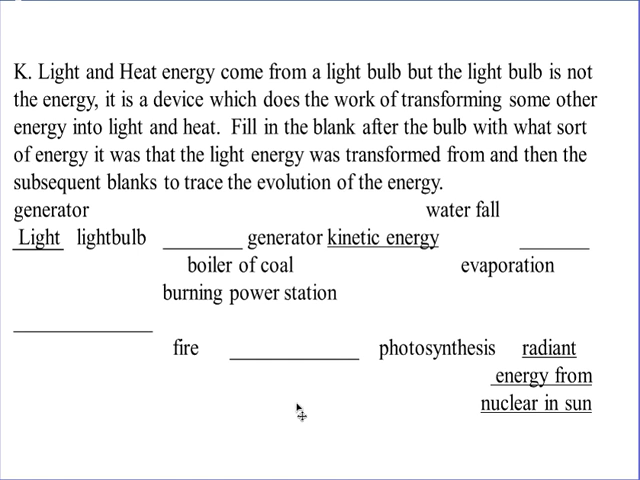 K. Light and Heat energy come from a light bulb but the light bulb is not
the energy, it is a device which does the work of transforming some other
energy into light and heat. Fill in the blank after the bulb with what sort
of energy it was that the light energy was transformed from and then the
subsequent blanks to trace the evolution of the energy.
generator water fall
Light lightbulb ________ generator kinetic energy _______
boiler of coal evaporation
burning power station
______________
fire _____________ photosynthesis radiant
energy from
nuclear in sun